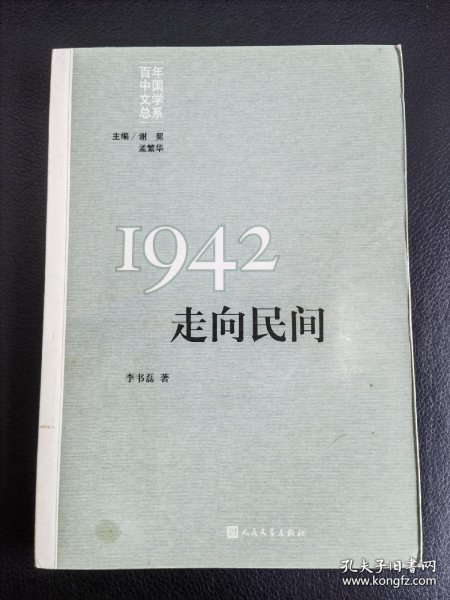 百年
中国
文学
总系
主编/谢 冕
孟繁华
1942
走向民间
李书磊 著
人民文学出版社
孔夫子旧书网
www.kongfz.com